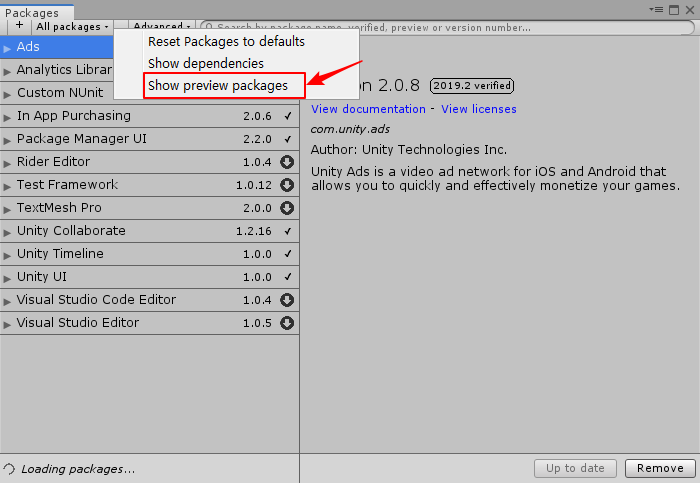 Packages
+ All packages Advanced Search by package name, verified, preview or version number...
Reset Packages to defaults
Show dependencies
Show preview packages
Ads
Analytics Librar
Custom NUnit
In App Purchasing 2.0.6
Package Manager UI 2.2.0
Rider Editor 1.0.4
Test Framework 1.0.12
TextMesh Pro 2.0.0
Unity Collaborate 1.2.16
Unity Timeline 1.0.0
Unity UI 1.0.0
Visual Studio Code Editor 1.0.4
Visual Studio Editor 1.0.5
Loading packages...
on 2.0.8 2019.2 verified
View documentation - View licenses
com.unity.ads
Author: Unity Technologies Inc.
Unity Ads is a video ad network for iOS and Android that
allows you to quickly and effectively monetize your games.
Up to date Remove